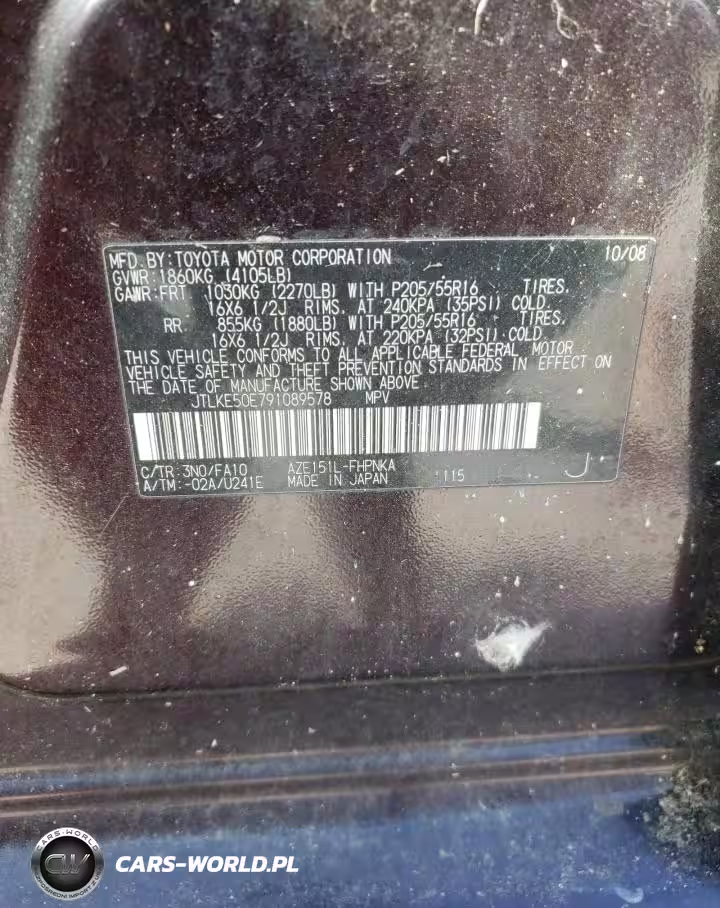 MFD. BY: TOYOTA MOTOR CORPORATION 10/08
GVWR: 1860KG (4105LB)
GAWR: FRT. 1030KG (2270LB) WITH P205/55R16 TIRES,
16X6 1/2J RIMS, AT 240KPA (35PSI) COLD.
RR. 855KG (1880LB) WITH P205/55R16 TIRES,
16X6 1/2J RIMS, AT 220KPA (32PSI) COLD.
THIS VEHICLE CONFORMS TO ALL APPLICABLE FEDERAL MOTOR
VEHICLE SAFETY AND THEFT PREVENTION STANDARDS IN EFFECT ON
THE DATE OF MANUFACTURE SHOWN ABOVE
JTLKE50E791089578 MPV
C/TR: 3N0/FA10 AZE151L-FHPNKA
A/TM: -02A/U241E MADE IN JAPAN 115 J
CARS-WORLD
CW
CARS-WORLD.PL